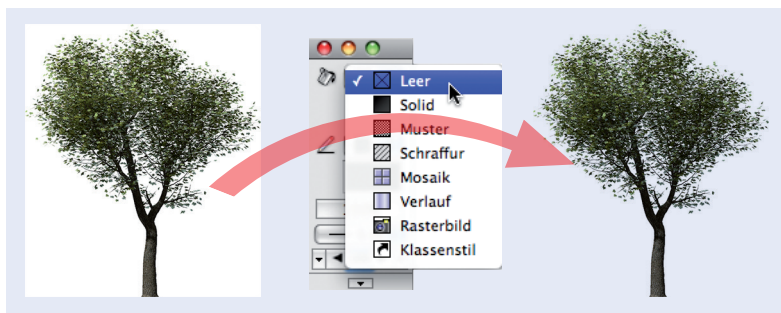 Leer
Solid
Muster
Schraffur
Mosaik
Verlauf
Rasterbild
Klassenstil